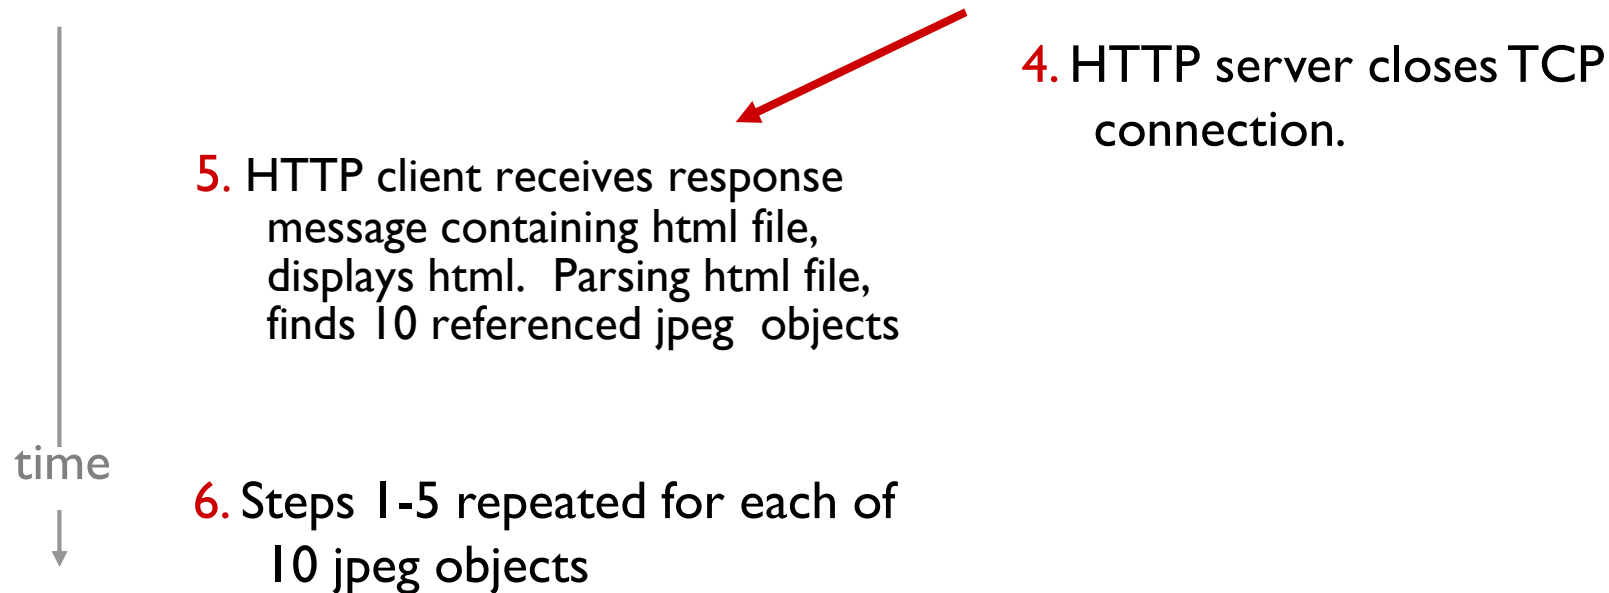 4. HTTP server closes TCP
connection.
5. HTTP client receives response
message containing html file,
displays html.  Parsing html file,
finds 10 referenced jpeg  objects
time
6. Steps 1-5 repeated for each of
10 jpeg objects